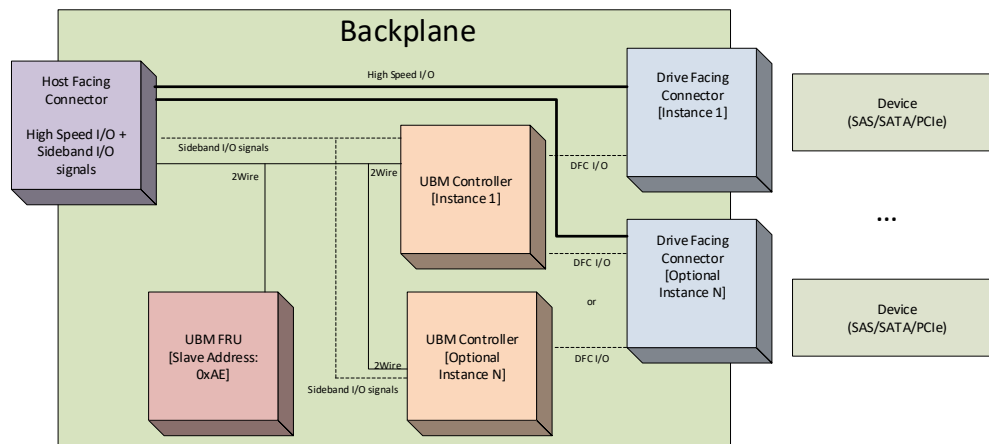 Backplane
Host Facing
Connector
High Speed I/O +
Sideband I/O
signals
High Speed I/O
Sideband I/O signals
2Wire
2Wire
UBM Controller
[Instance 1]
DFC I/O
Drive Facing
Connector
[Instance 1]
Device
(SAS/SATA/PCIe)
...
DFC I/O
or
DFC I/O
Drive Facing
Connector
[Optional
Instance N]
Device
(SAS/SATA/PCIe)
UBM FRU
[Slave Address:
0xAE]
2Wire
Sideband I/O signals
UBM Controller
[Optional
Instance N]